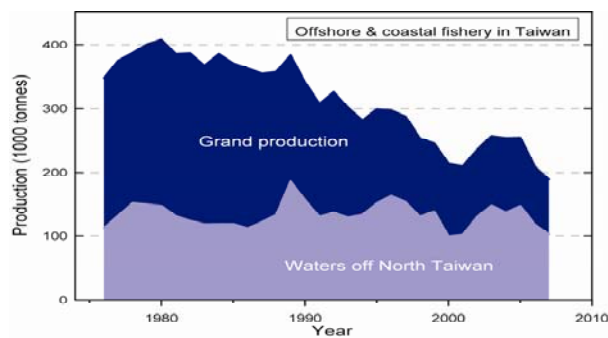 Offshore & coastal fishery in Taiwan
Production (1000 tonnes)
400
300
200
100
0
Grand production
Waters off North Taiwan
1980
1990
2000
2010
Year